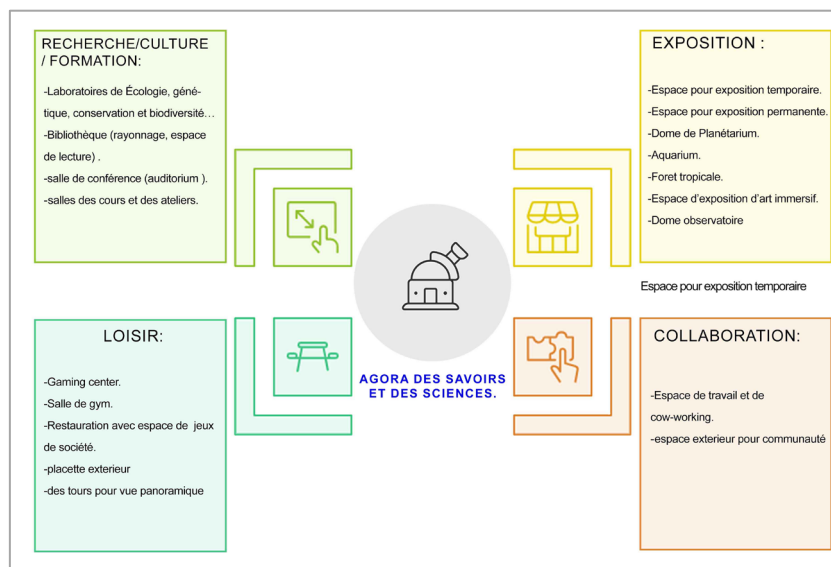 RECHERCHE/CULTURE
/ FORMATION:
-Laboratoires de Écologie, géné-
tique, conservation et biodiversité…
-Bibliothèque (rayonnage, espace
de lecture) .
-salle de conférence (auditorium ).
-salles des cours et des ateliers.
EXPOSITION :
-Espace pour exposition temporaire.
-Espace pour exposition permanente.
-Dome de Planétarium.
-Aquarium.
-Foret tropicale.
-Espace d'exposition d'art immersif.
-Dome observatoire
Espace pour exposition temporaire
AGORA DES SAVOIRS
ET DES SCIENCES.
LOISIR:
-Gaming center.
-Salle de gym.
-Restauration avec espace de jeux
de société.
-placette exterieur
-des tours pour vue panoramique
COLLABORATION:
-Espace de travail et de
cow-working.
-espace exterieur pour communauté